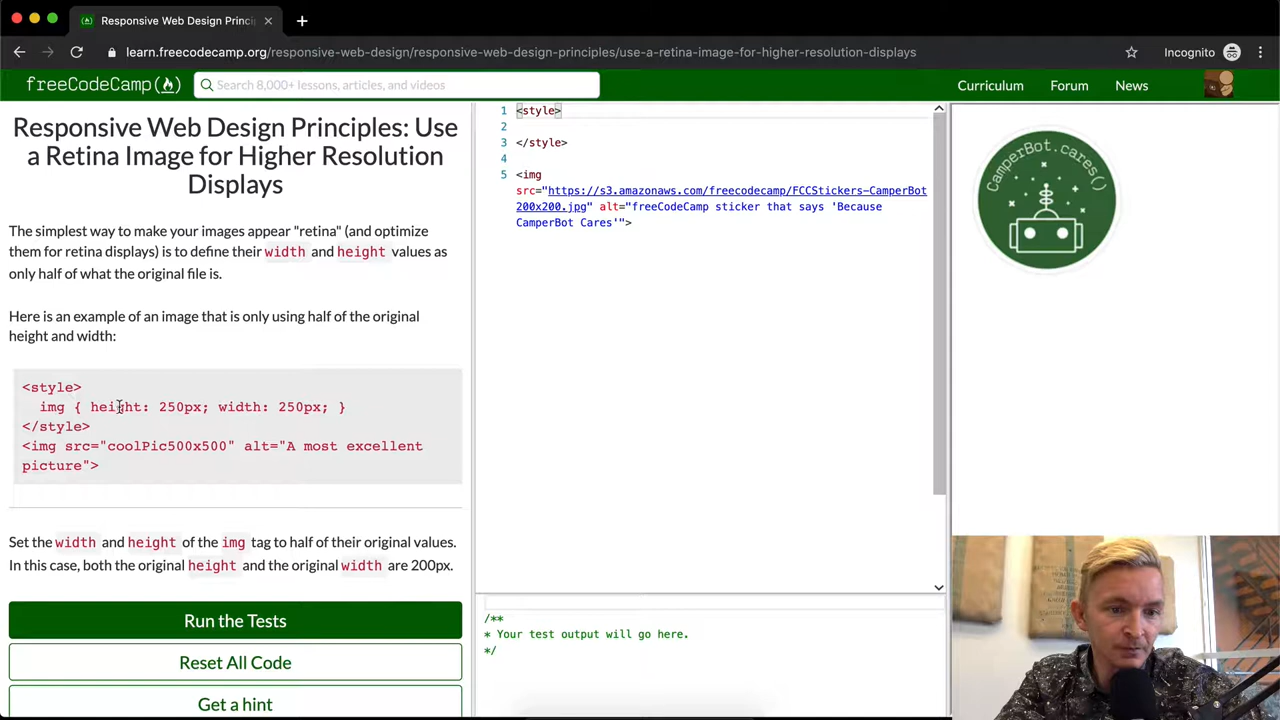 Responsive Web Design Princi
learn.freecodecamp.org/responsive-web-design/responsive-web-design-principles/use-a-retina-image-for-higher-resolution-displays
Incognito
freeCodeCamp
Search 8,000+ lessons, articles, and videos
Curriculum
Forum
News
Responsive Web Design Principles: Use
a Retina Image for Higher Resolution
Displays
The simplest way to make your images appear "retina" (and optimize
them for retina displays) is to define their width and height values as
only half of what the original file is.
Here is an example of an image that is only using half of the original
height and width:
<style>
img { height: 250px; width: 250px; }
</style>
<img src="coolPic500x500" alt="A most excellent
picture">
Set the width and height of the img tag to half of their original values.
In this case, both the original height and the original width are 200px.
Run the Tests
Reset All Code
Get a hint
1 <style>
2
3 </style>
4
5 <img
src="https://s3.amazonaws.com/freecodecamp/FCCStickers-CamperBot
200x200.jpg" alt="freeCodeCamp sticker that says 'Because
CamperBot Cares'">
/**
* Your test output will go here.
*/
CamperBot.cares()